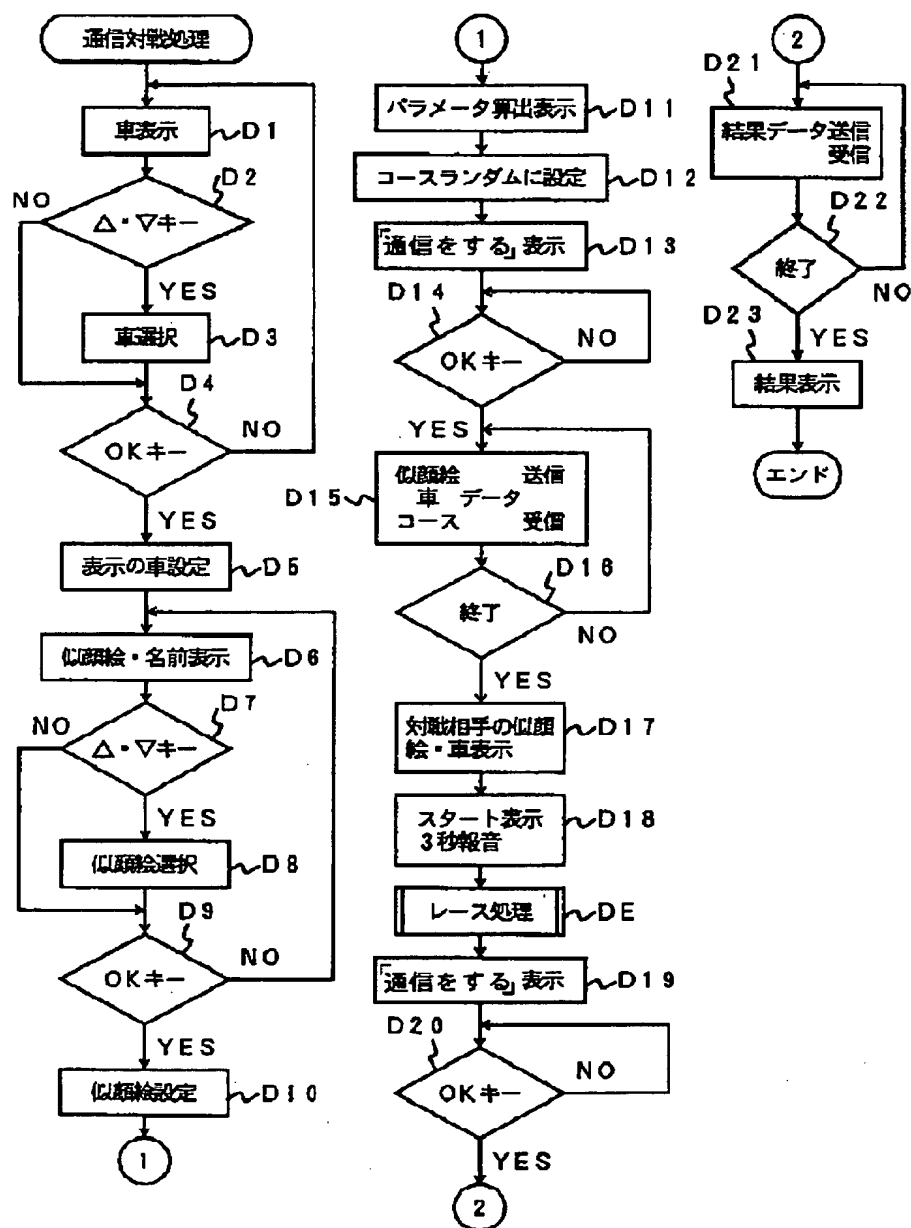 通信対戦処理
車表示
D1
D2
NO
△・▽キー
YES
車選択
D3
D4
OKキー
NO
YES
表示の車設定
D5
似顔絵・名前表示
D6
D7
NO
△・▽キー
YES
似顔絵選択
D8
D9
OKキー
NO
YES
似顔絵設定
D10
1
1
パラメータ算出表示
D11
コースランダムに設定
D12
「通信をする」表示
D13
D14
OKキー
NO
YES
似顔絵 送信
車 データ
コース 受信
D15
D16
終了
NO
YES
対戦相手の似顔
絵・車表示
D17
スタート表示
3秒報音
D18
レース処理
DE
「通信をする」表示
D19
D20
OKキー
NO
YES
2
2
D21
結果データ送信
受信
D22
終了
NO
D23
YES
結果表示
エンド